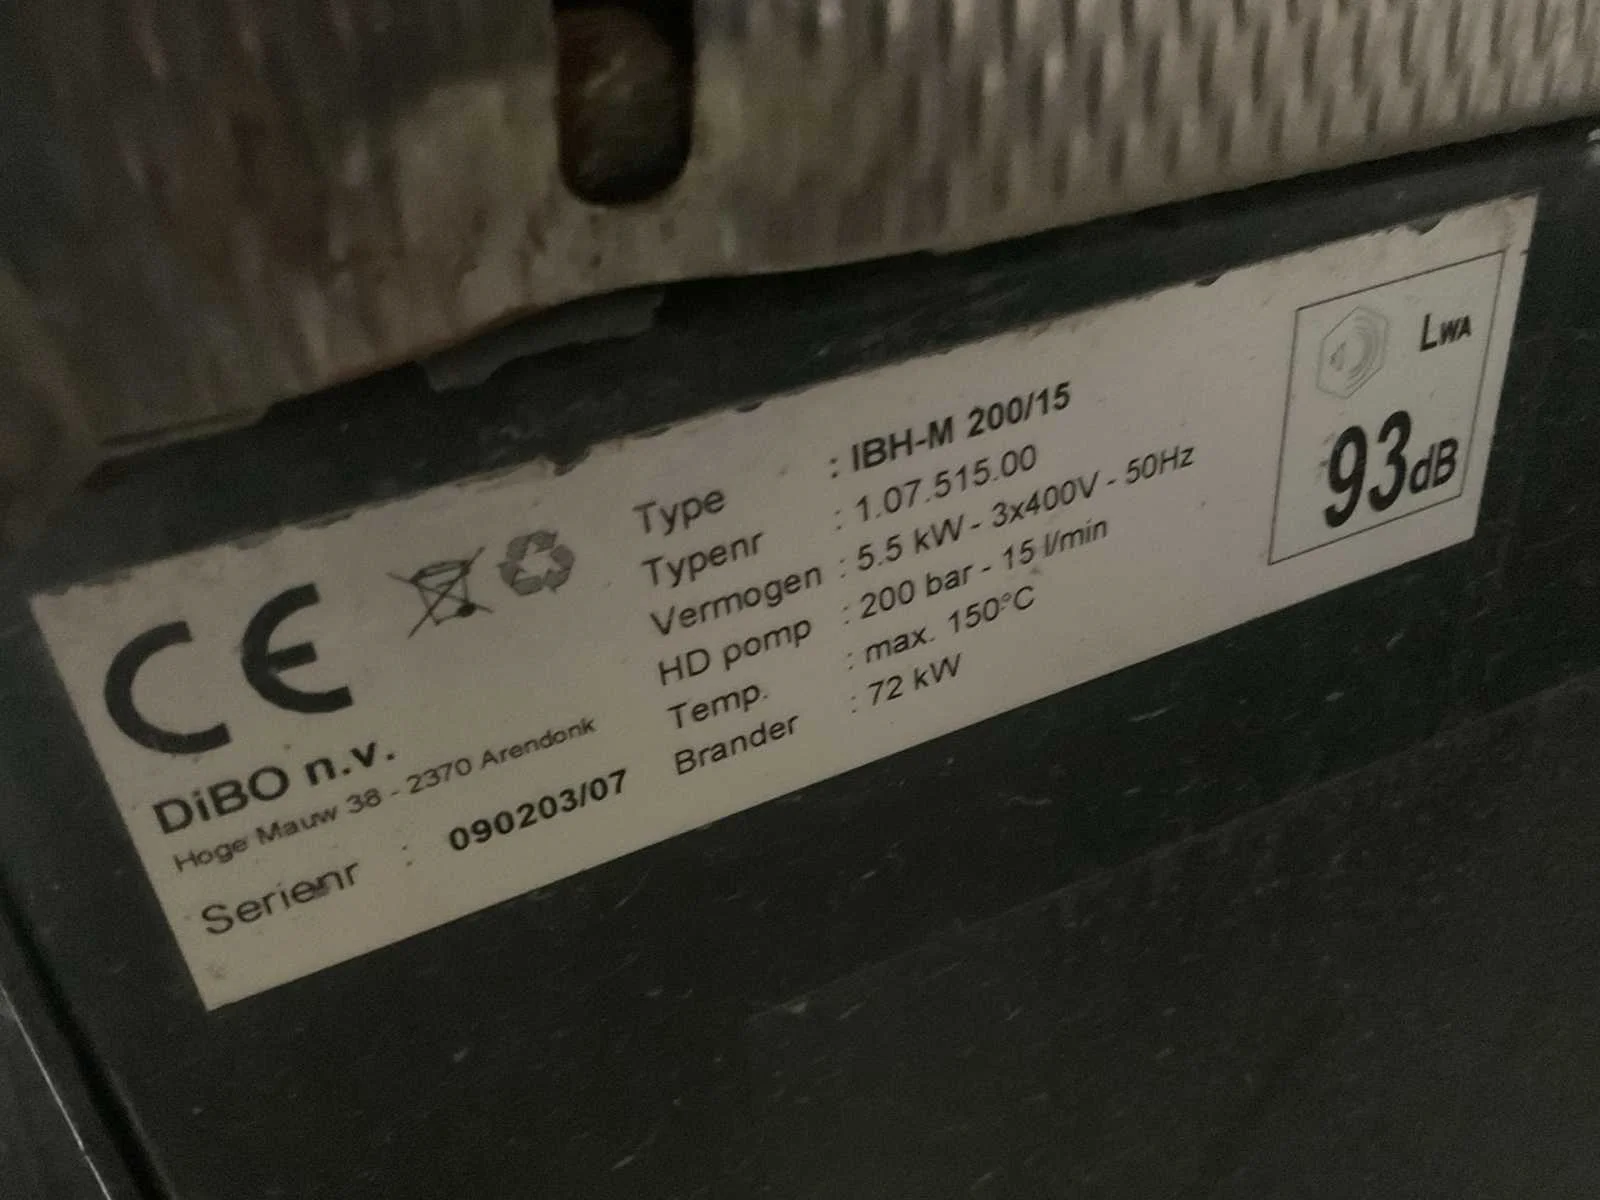 CE
DiBO n.v.
Hoge Mauw 38 - 2370 Arendonk
Serienr : 090203/07
Type : IBH-M 200/15
Typenr : 1.07.515.00
Vermogen : 5.5 kW - 3x400V - 50Hz
HD pomp : 200 bar - 15 l/min
Temp. : max. 150°C
Brander : 72 kW
LWA
93dB